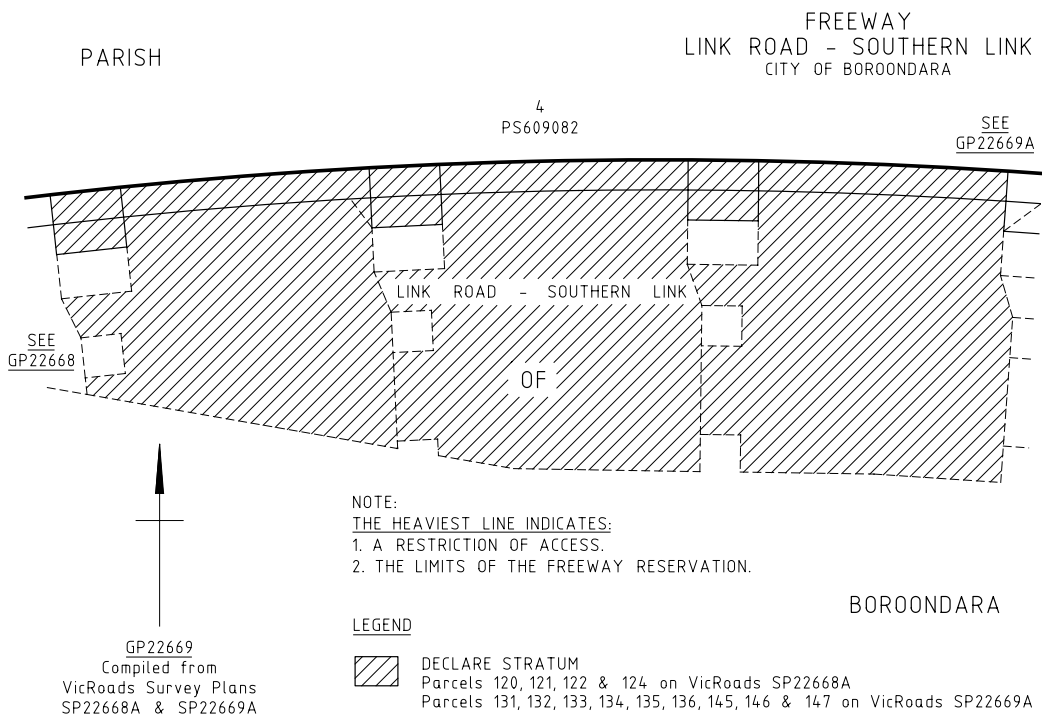 FREEWAY
LINK ROAD - SOUTHERN LINK
CITY OF BOROONDARA
PARISH
4
PS609082
SEE
GP22669A
LINK ROAD - SOUTHERN LINK
SEE
GP22668
OF
NOTE:
THE HEAVIEST LINE INDICATES:
1. A RESTRICTION OF ACCESS.
2. THE LIMITS OF THE FREEWAY RESERVATION.
BOROONDARA
LEGEND
GP22669
Compiled from
VicRoads Survey Plans
SP22668A & SP22669A
DECLARE STRATUM
Parcels 120, 121, 122 & 124 on VicRoads SP22668A
Parcels 131, 132, 133, 134, 135, 136, 145, 146 & 147 on VicRoads SP22669A